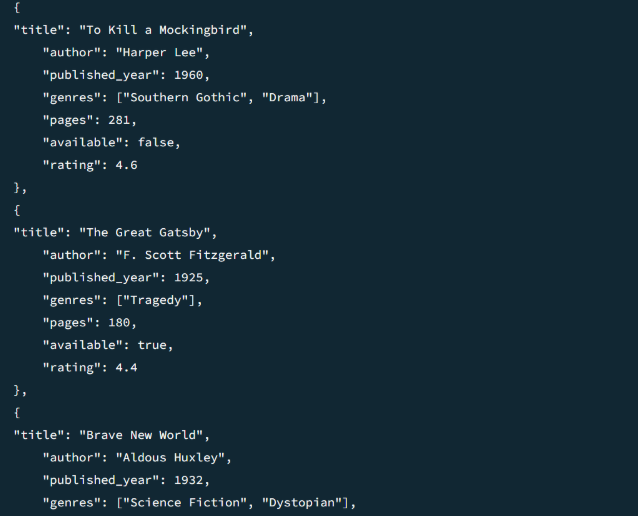 {
"title": "To Kill a Mockingbird",
    "author": "Harper Lee",
    "published_year": 1960,
    "genres": ["Southern Gothic", "Drama"],
    "pages": 281,
    "available": false,
    "rating": 4.6
},
{
"title": "The Great Gatsby",
    "author": "F. Scott Fitzgerald",
    "published_year": 1925,
    "genres": ["Tragedy"],
    "pages": 180,
    "available": true,
    "rating": 4.4
},
{
"title": "Brave New World",
    "author": "Aldous Huxley",
    "published_year": 1932,
    "genres": ["Science Fiction", "Dystopian"],